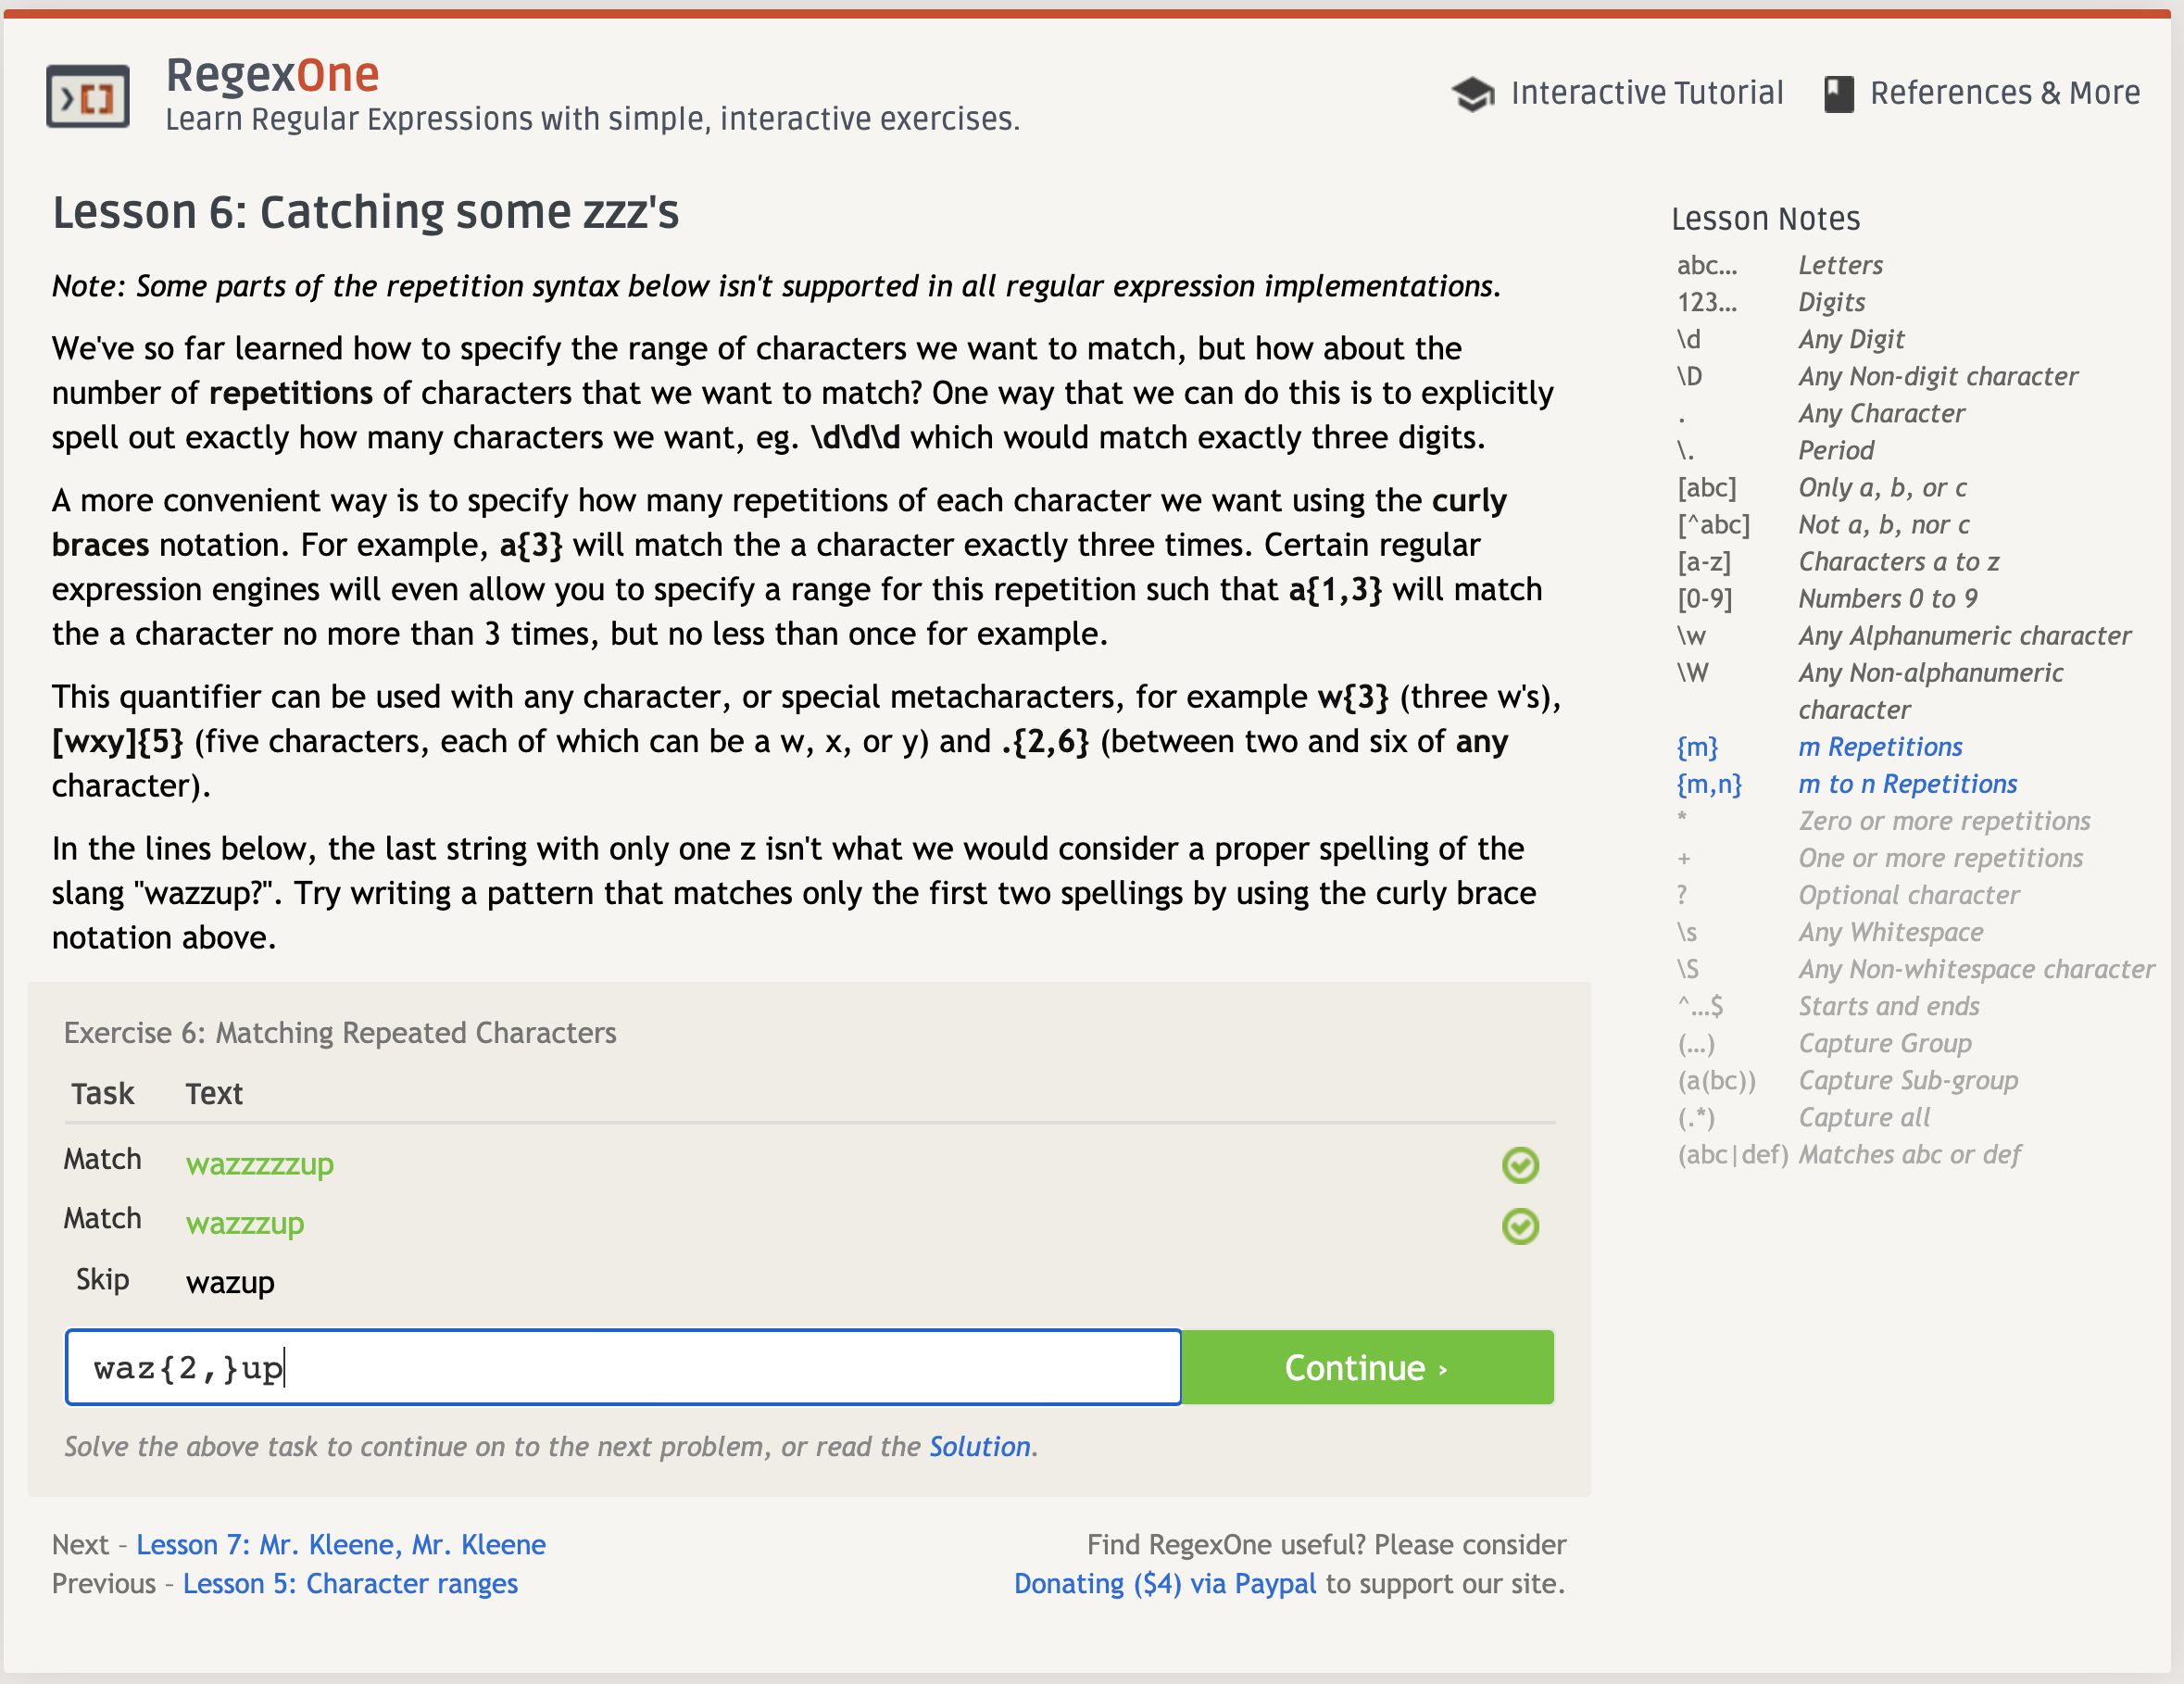 RegexOne
Learn Regular Expressions with simple, interactive exercises.
Interactive Tutorial
References & More
Lesson 6: Catching some zzz's
Note: Some parts of the repetition syntax below isn't supported in all regular expression implementations.
We've so far learned how to specify the range of characters we want to match, but how about the
number of repetitions of characters that we want to match? One way that we can do this is to explicitly
spell out exactly how many characters we want, eg. \d\d\d which would match exactly three digits.
A more convenient way is to specify how many repetitions of each character we want using the curly
braces notation. For example, a{3} will match the a character exactly three times. Certain regular
expression engines will even allow you to specify a range for this repetition such that a{1,3} will match
the a character no more than 3 times, but no less than once for example.
This quantifier can be used with any character, or special metacharacters, for example w{3} (three w's),
[wxy]{5} (five characters, each of which can be a w, x, or y) and .{2,6} (between two and six of any
character).
In the lines below, the last string with only one z isn't what we would consider a proper spelling of the
slang "wazzup?". Try writing a pattern that matches only the first two spellings by using the curly brace
notation above.
Exercise 6: Matching Repeated Characters
Task Text
Match wazzzzzup
Match wazzzup
Skip wazup
waz{2,}up
Continue ›
Solve the above task to continue on to the next problem, or read the Solution.
Next – Lesson 7: Mr. Kleene, Mr. Kleene
Previous – Lesson 5: Character ranges
Find RegexOne useful? Please consider
Donating ($4) via Paypal to support our site.
Lesson Notes
abc… Letters
123… Digits
\d Any Digit
\D Any Non-digit character
. Any Character
\. Period
[abc] Only a, b, or c
[^abc] Not a, b, nor c
[a-z] Characters a to z
[0-9] Numbers 0 to 9
\w Any Alphanumeric character
\W Any Non-alphanumeric
character
{m} m Repetitions
{m,n} m to n Repetitions
* Zero or more repetitions
+ One or more repetitions
? Optional character
\s Any Whitespace
\S Any Non-whitespace character
^…$ Starts and ends
(…) Capture Group
(a(bc)) Capture Sub-group
(.*) Capture all
(abc|def) Matches abc or def